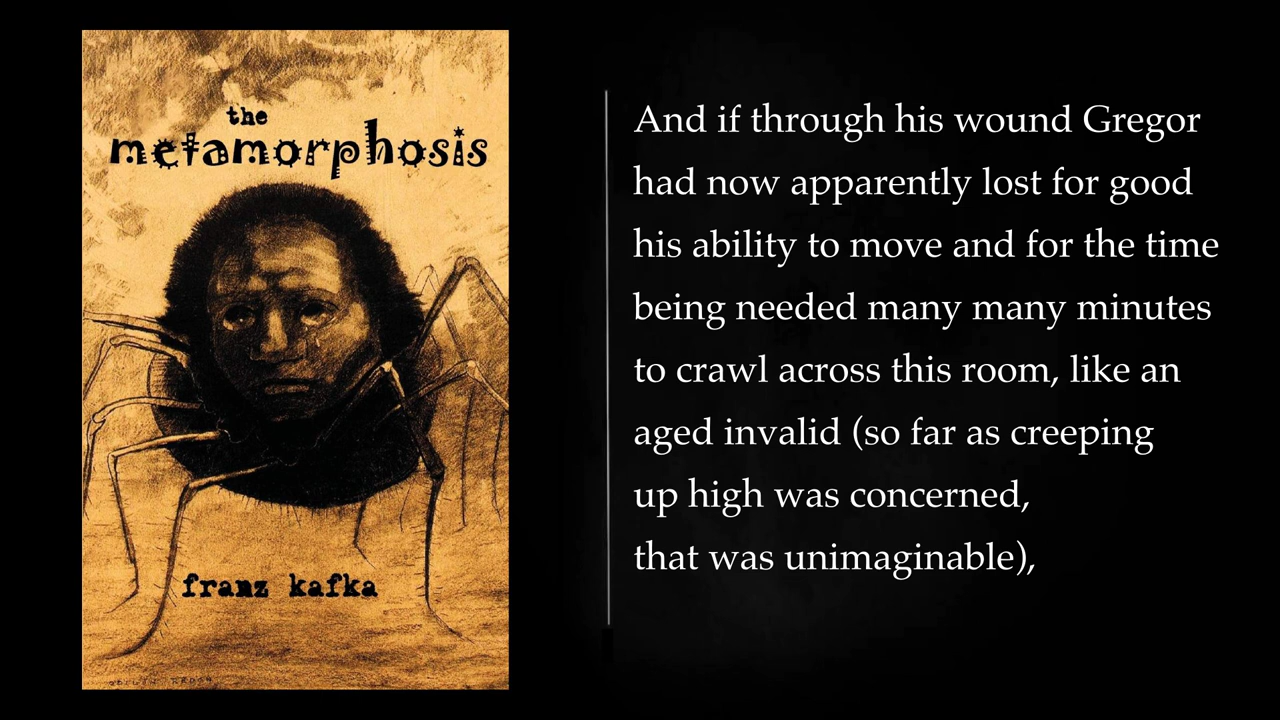 the
metamorphosis
franz kafka
ODILON REDON
And if through his wound Gregor
had now apparently lost for good
his ability to move and for the time
being needed many many minutes
to crawl across this room, like an
aged invalid (so far as creeping
up high was concerned,
that was unimaginable),